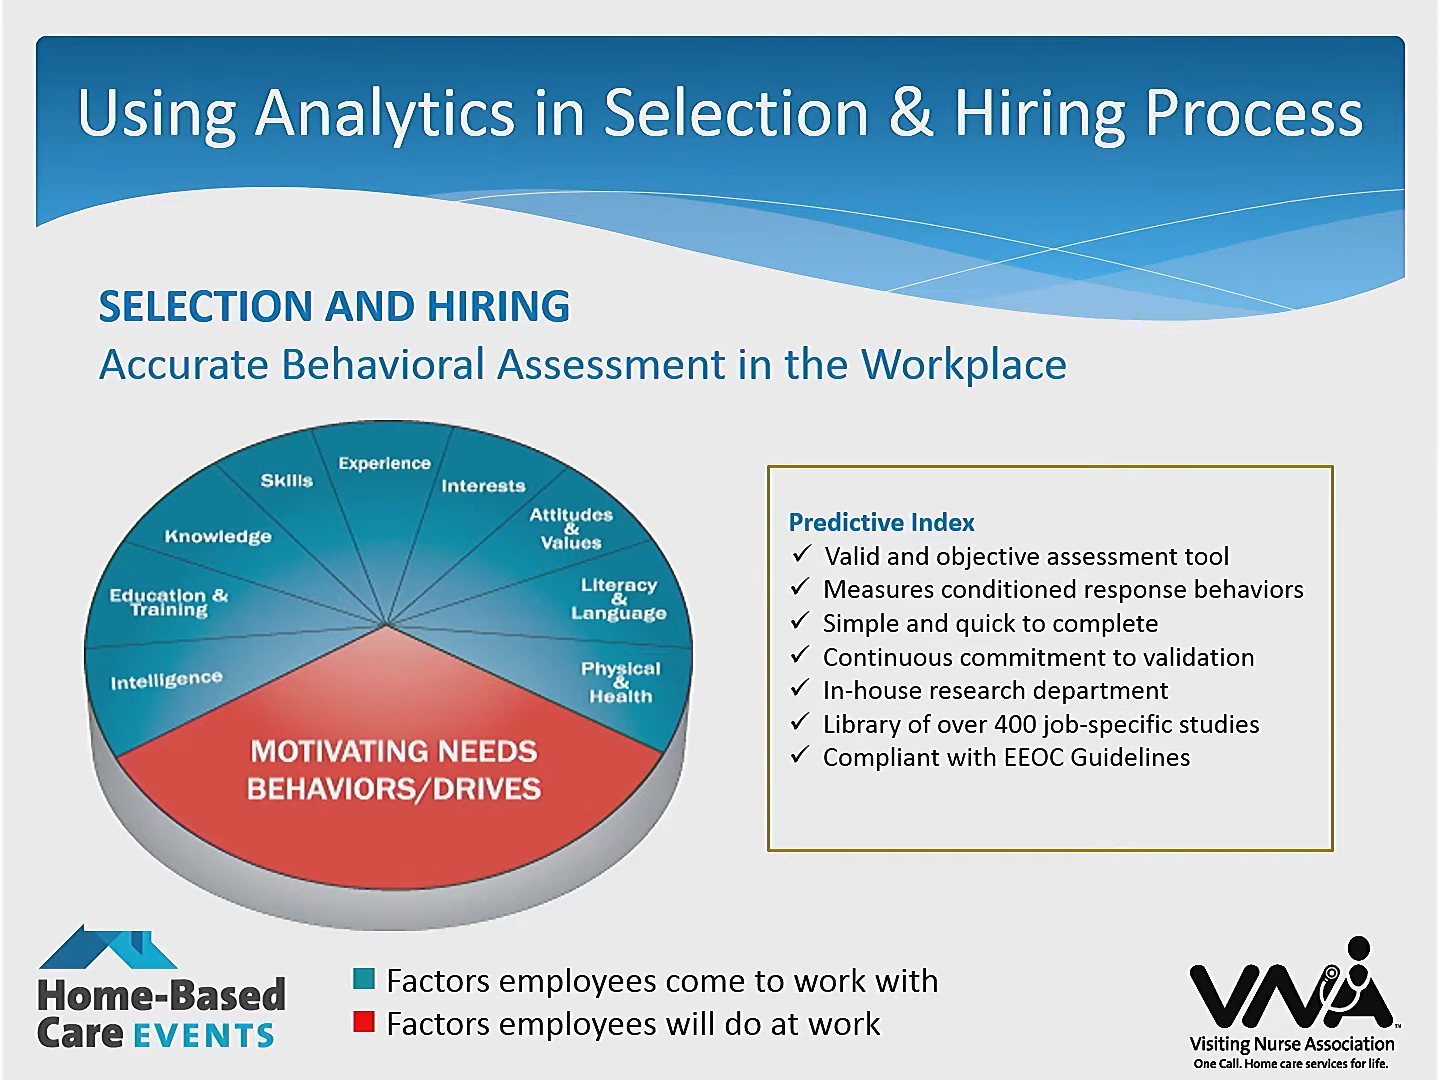 Using Analytics in Selection & Hiring Process
SELECTION AND HIRING
Accurate Behavioral Assessment in the Workplace
Experience
Skills
Interests
Attitudes
&
Values
Knowledge
Literacy
&
Language
Education &
Training
Physical
&
Health
Intelligence
MOTIVATING NEEDS
BEHAVIORS/DRIVES
Predictive Index
✓ Valid and objective assessment tool
✓ Measures conditioned response behaviors
✓ Simple and quick to complete
✓ Continuous commitment to validation
✓ In-house research department
✓ Library of over 400 job-specific studies
✓ Compliant with EEOC Guidelines
Factors employees come to work with
Factors employees will do at work
Home-Based
Care EVENTS
VNA™
Visiting Nurse Association
One Call. Home care services for life.